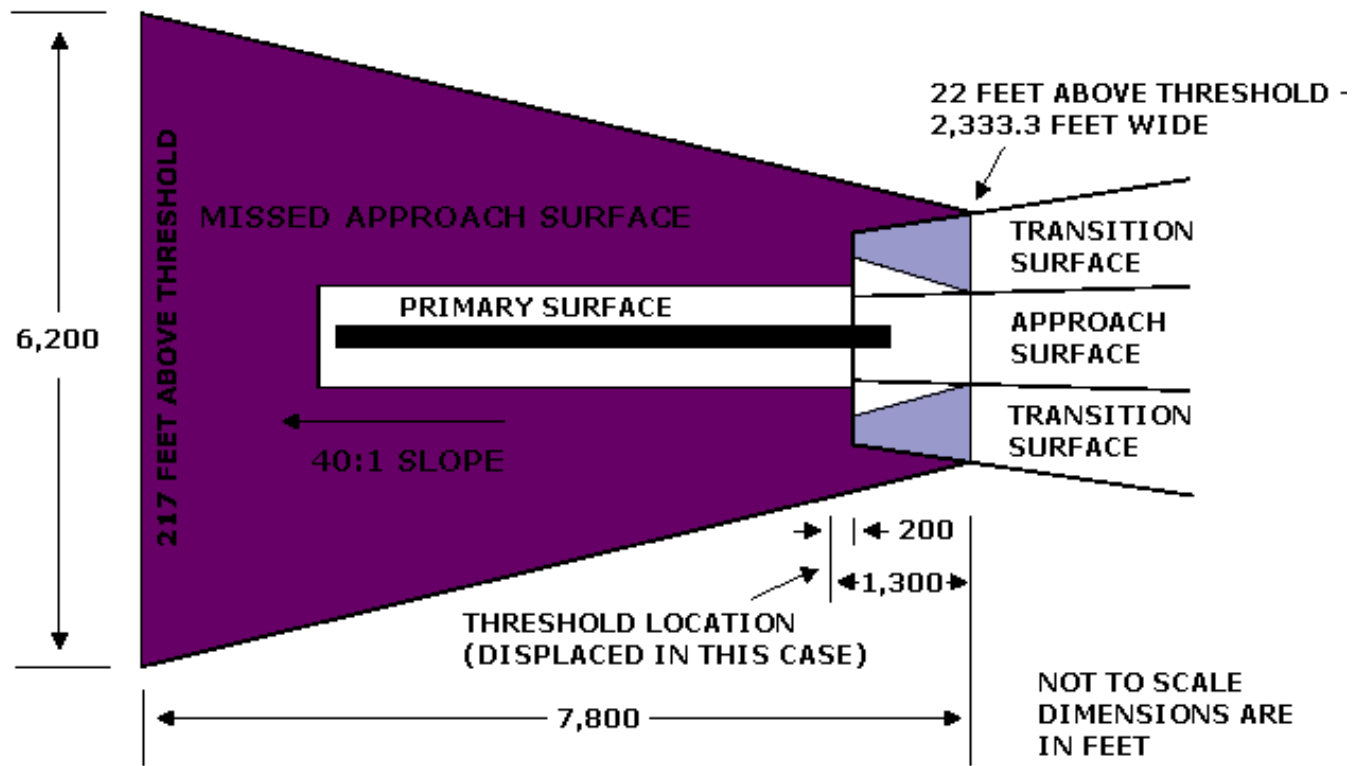 22 FEET ABOVE THRESHOLD -
2,333.3 FEET WIDE
217 FEET ABOVE THRESHOLD
MISSED APPROACH SURFACE
TRANSITION
SURFACE
PRIMARY SURFACE
6,200
APPROACH
SURFACE
TRANSITION
SURFACE
40:1 SLOPE
200
1,300
THRESHOLD LOCATION
(DISPLACED IN THIS CASE)
7,800
NOT TO SCALE
DIMENSIONS ARE
IN FEET